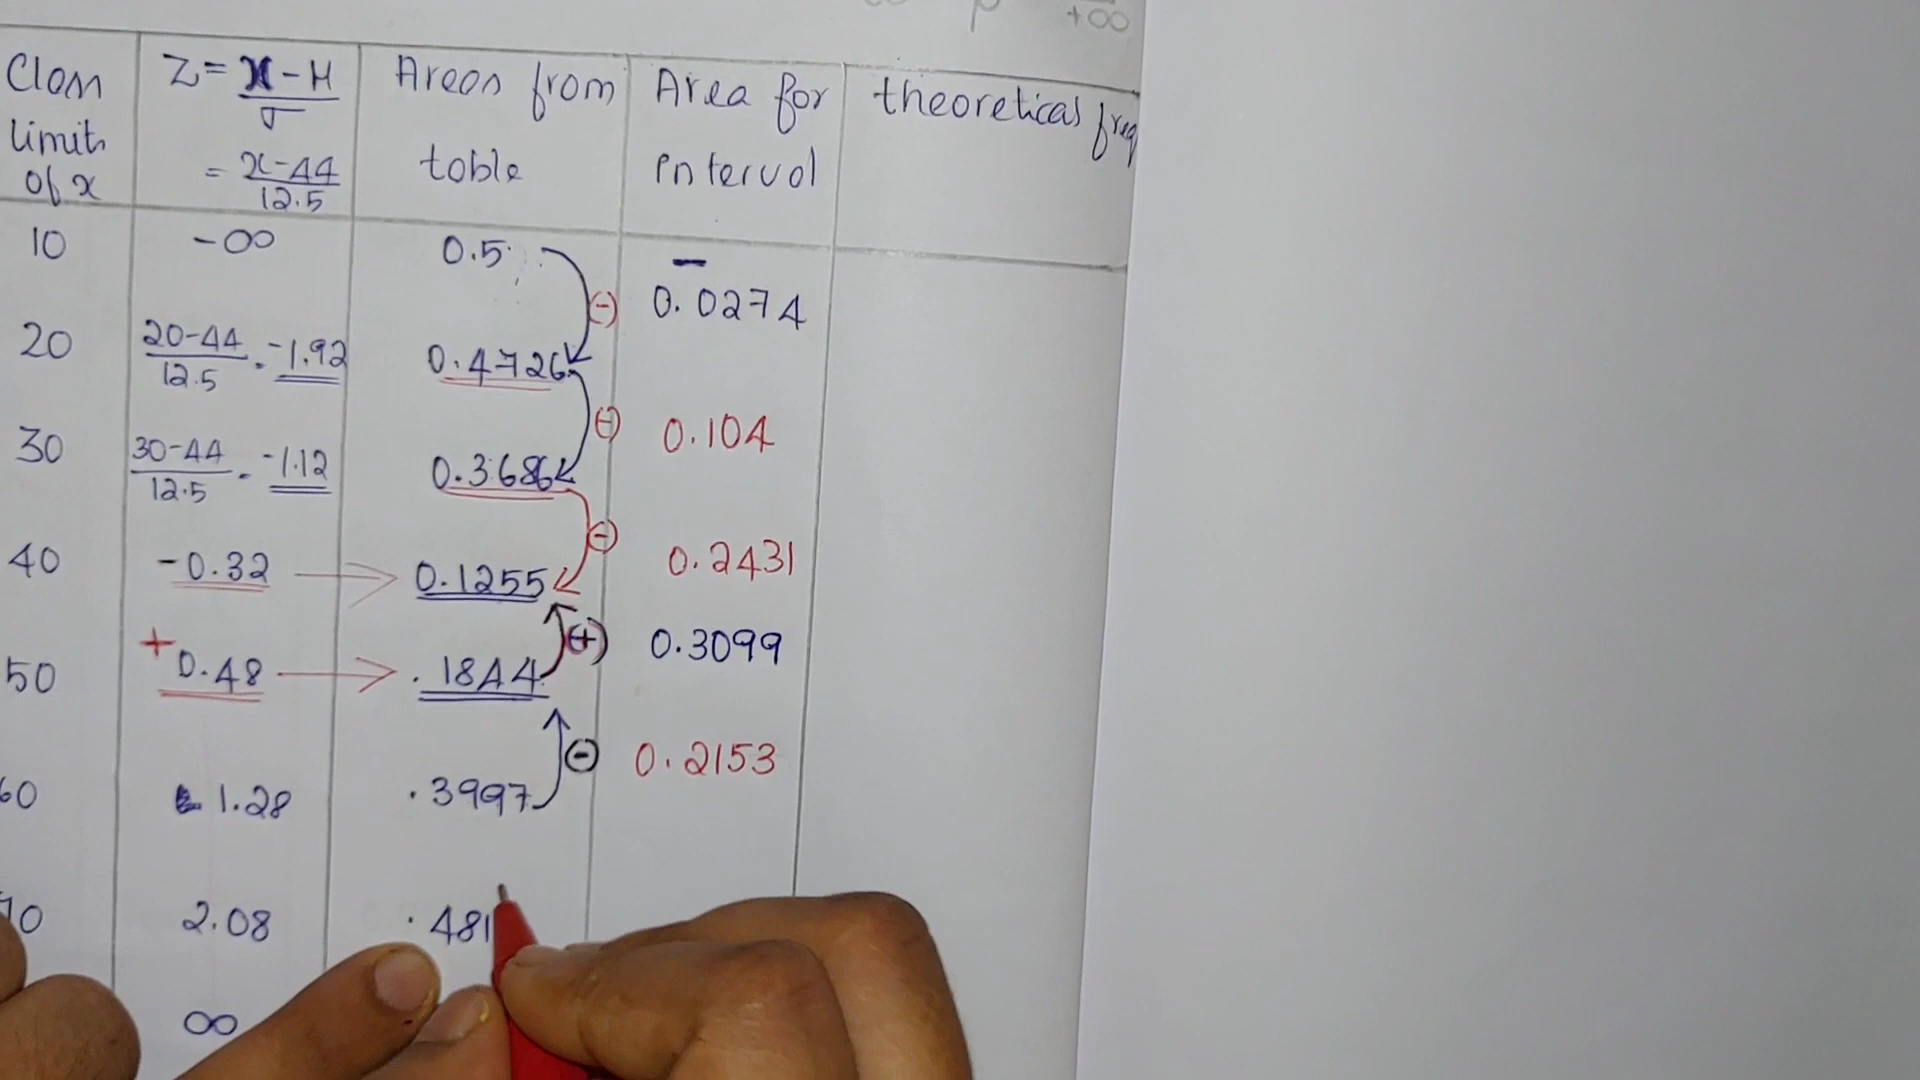 μ +∞
Class limits of x | Z = x-μ/σ = x-44/12.5 | Areas from table | Area for interval | theoretical freq
10 | -∞ | 0.5 | -
(-) 0.0274
20 | 20-44/12.5 = -1.92 | 0.4726
(-) 0.104
30 | 30-44/12.5 = -1.12 | 0.3686
(-) 0.2431
40 | -0.32 | 0.1255
(+) 0.3099
50 | +0.48 | .1844
(-) 0.2153
60 | 1.28 | .3997
70 | 2.08 | .481
∞